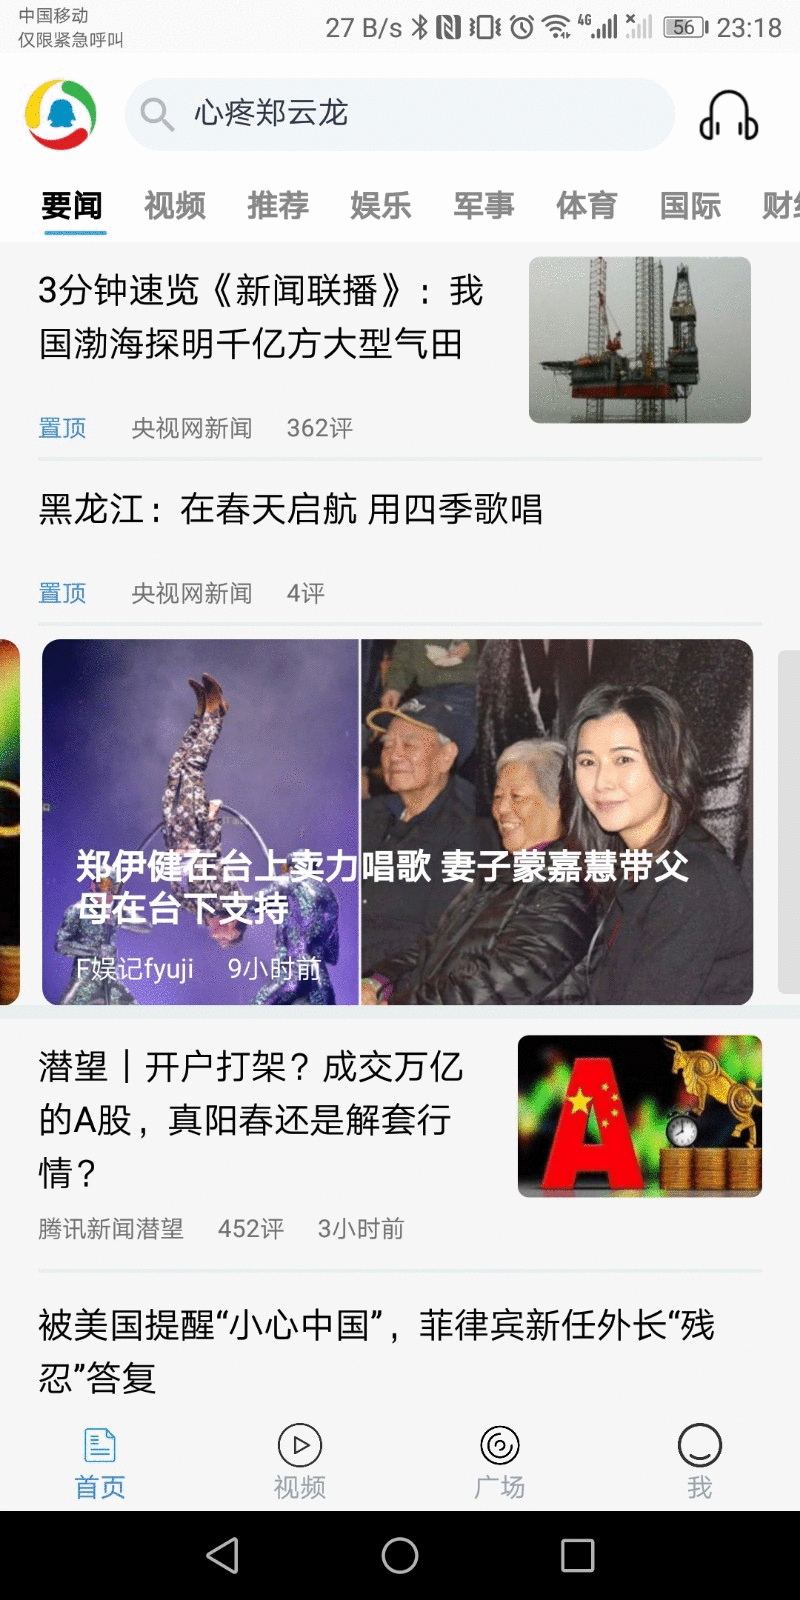 中国移动
仅限紧急呼叫
27 B/s 4G 56 23:18
心疼郑云龙
要闻 视频 推荐 娱乐 军事 体育 国际
3分钟速览《新闻联播》：我
国渤海探明千亿方大型气田
置顶 央视网新闻 362评
黑龙江：在春天启航 用四季歌唱
置顶 央视网新闻 4评
郑伊健在台上卖力唱歌 妻子蒙嘉慧带父
母在台下支持
F娱记fyuji 9小时前
潜望｜开户打架？成交万亿
的A股，真阳春还是解套行
情？
腾讯新闻潜望 452评 3小时前
被美国提醒“小心中国”，菲律宾新任外长“残
忍”答复
首页 视频 广场 我